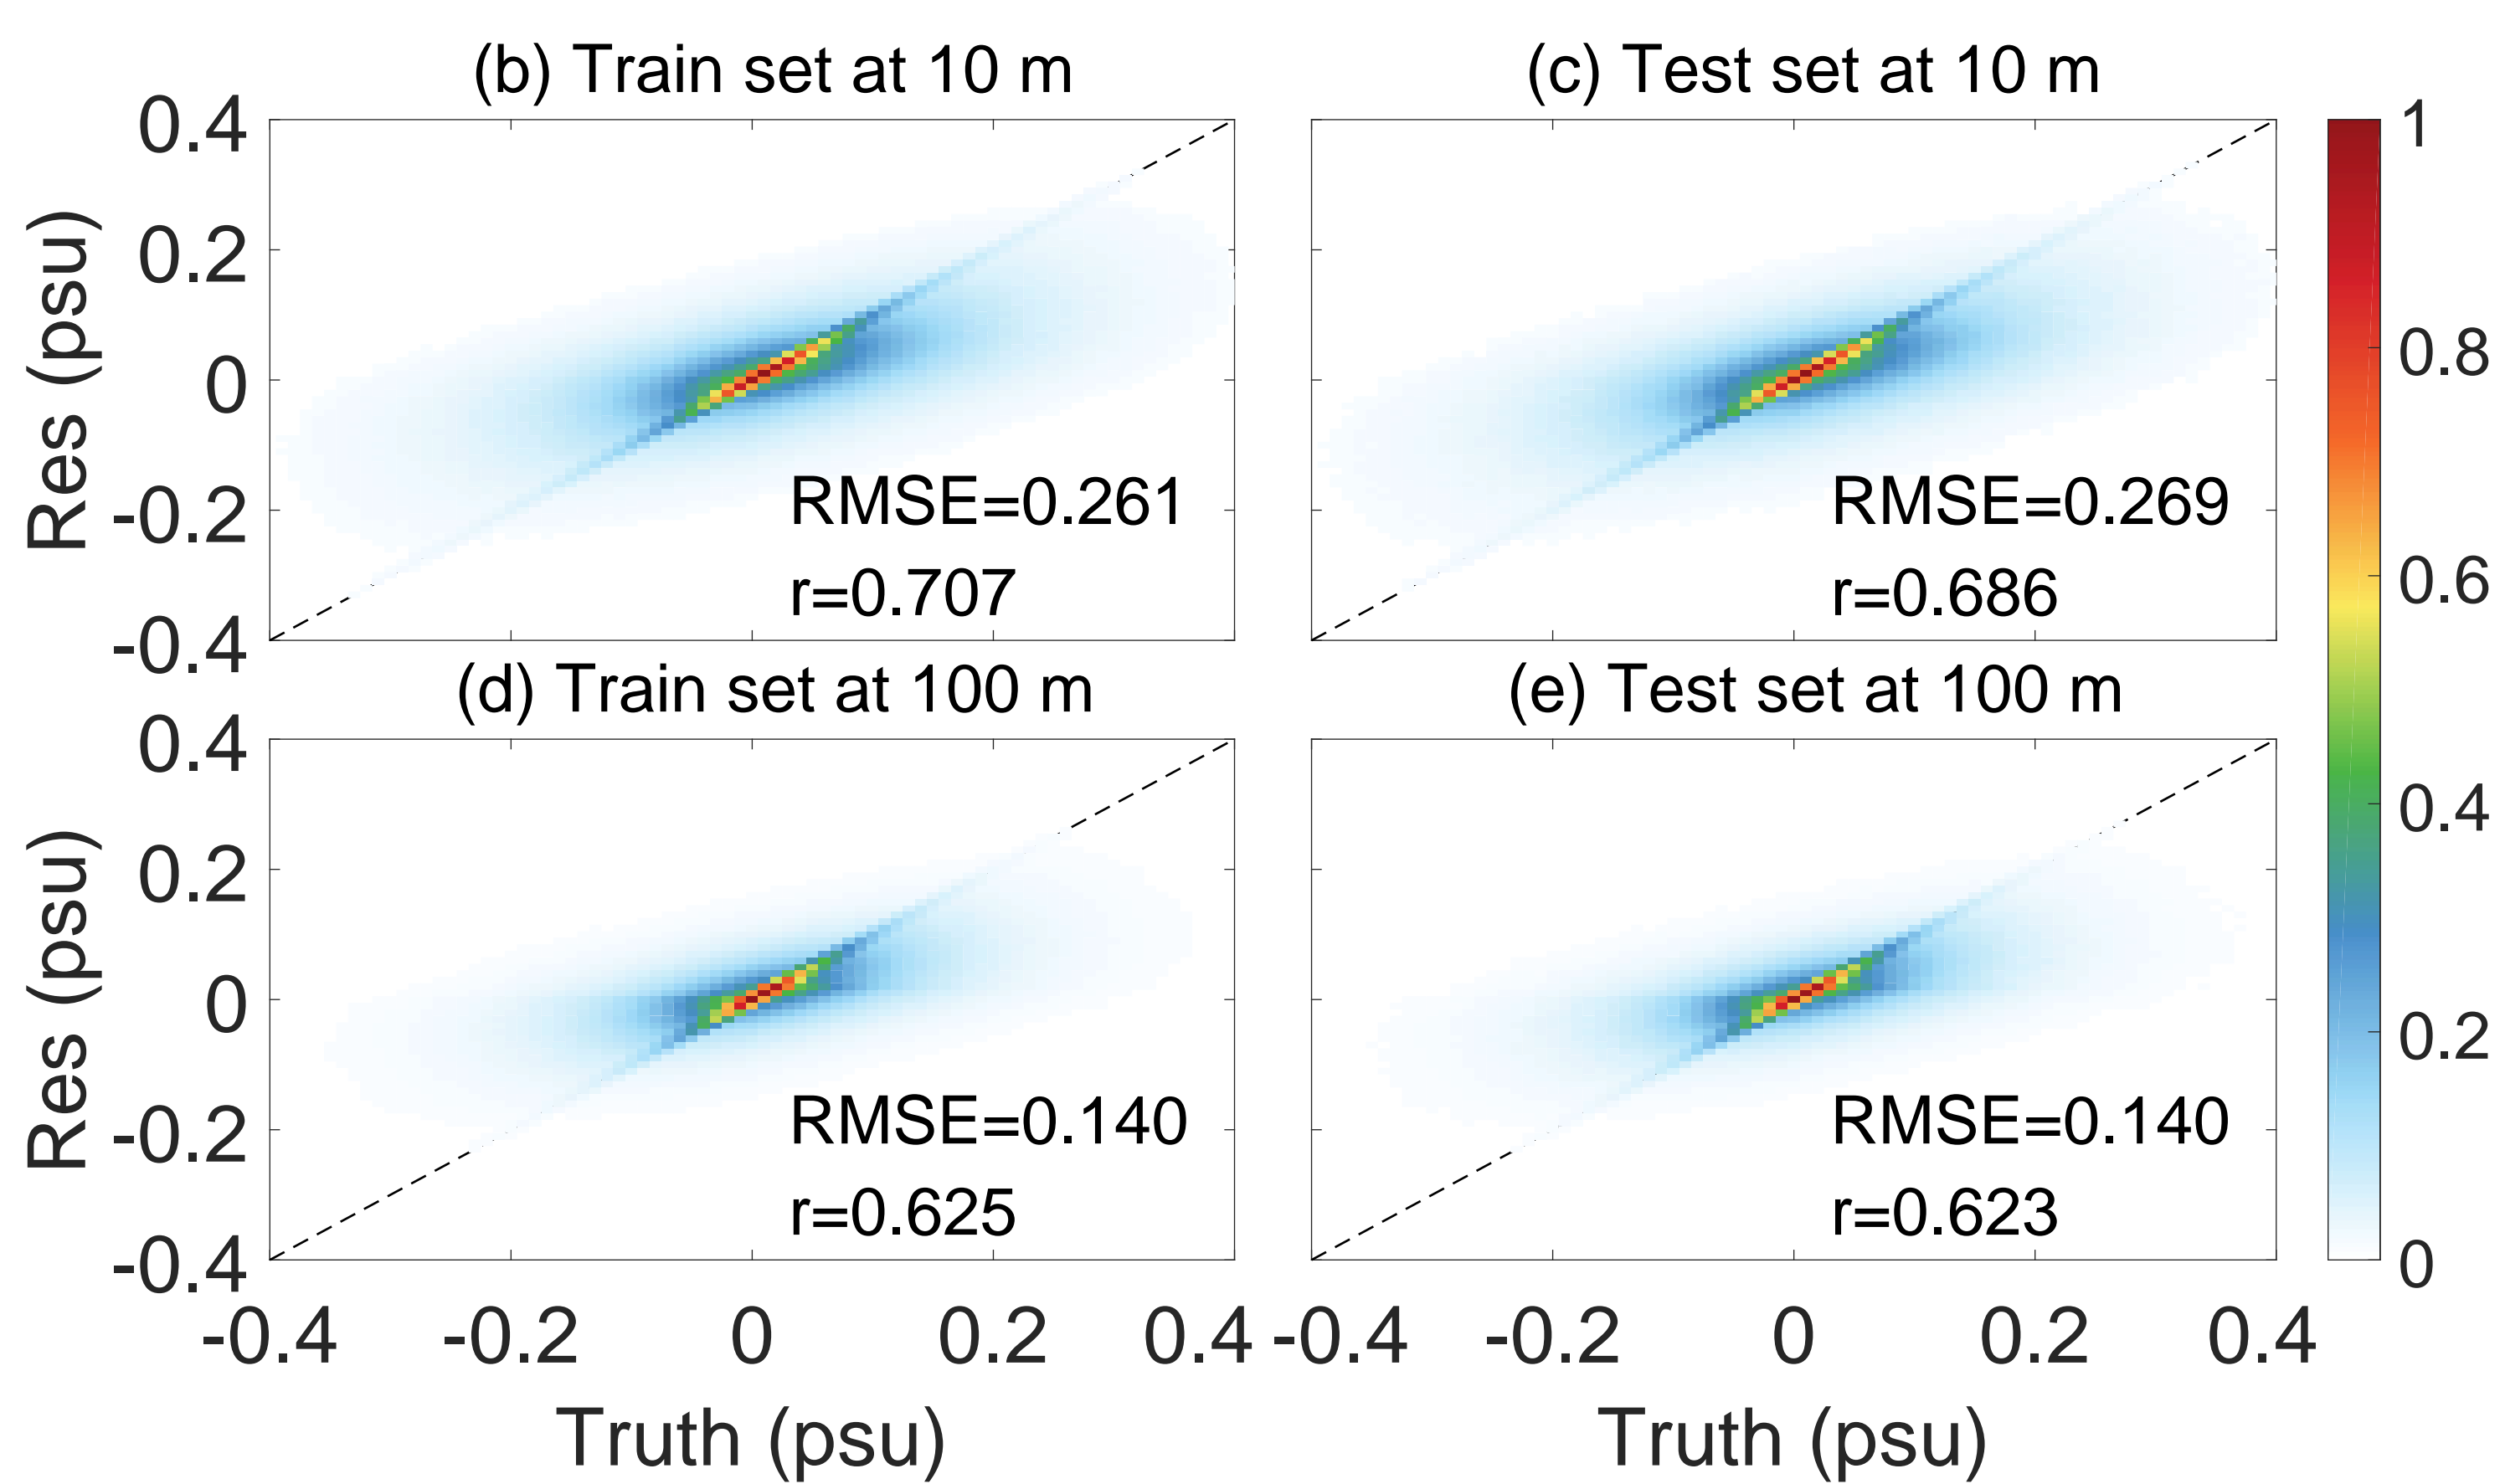 (b) Train set at 10 m
(c) Test set at 10 m
0.4
0.2
0
-0.2
-0.4
Res (psu)
RMSE=0.261
r=0.707
RMSE=0.269
r=0.686
1
0.8
0.6
0.4
0.2
0
(d) Train set at 100 m
(e) Test set at 100 m
0.4
0.2
0
-0.2
-0.4
Res (psu)
RMSE=0.140
r=0.625
RMSE=0.140
r=0.623
-0.4 -0.2 0 0.2 0.4
-0.4 -0.2 0 0.2 0.4
Truth (psu)
Truth (psu)